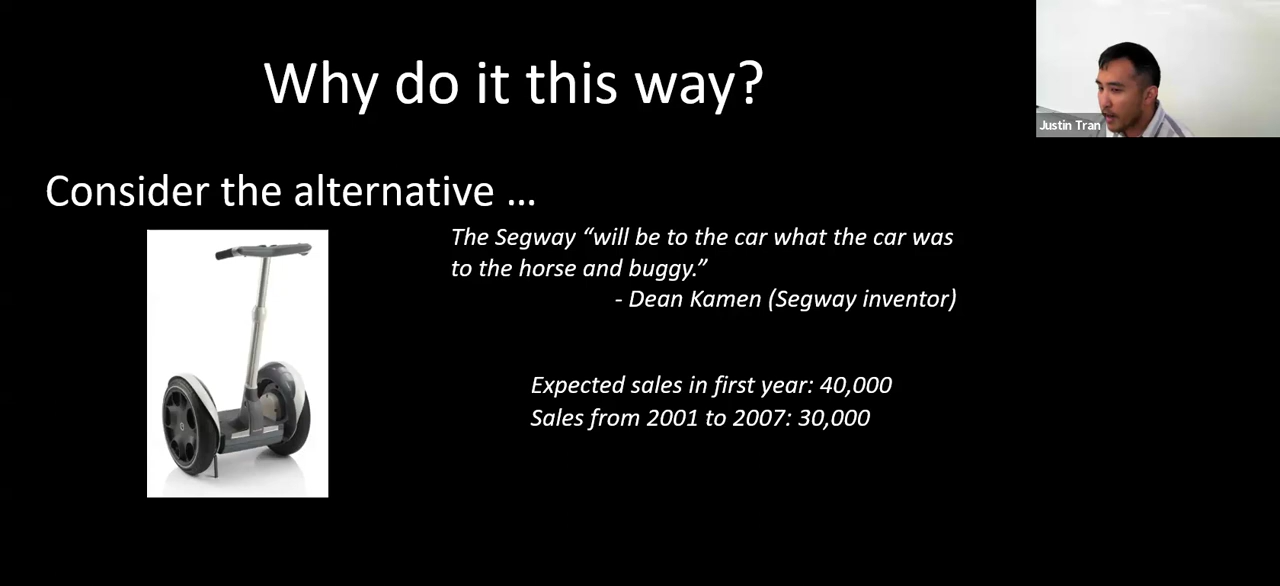 Why do it this way?
Justin Tran
Consider the alternative ...
The Segway “will be to the car what the car was
to the horse and buggy.”
- Dean Kamen (Segway inventor)
Expected sales in first year: 40,000
Sales from 2001 to 2007: 30,000